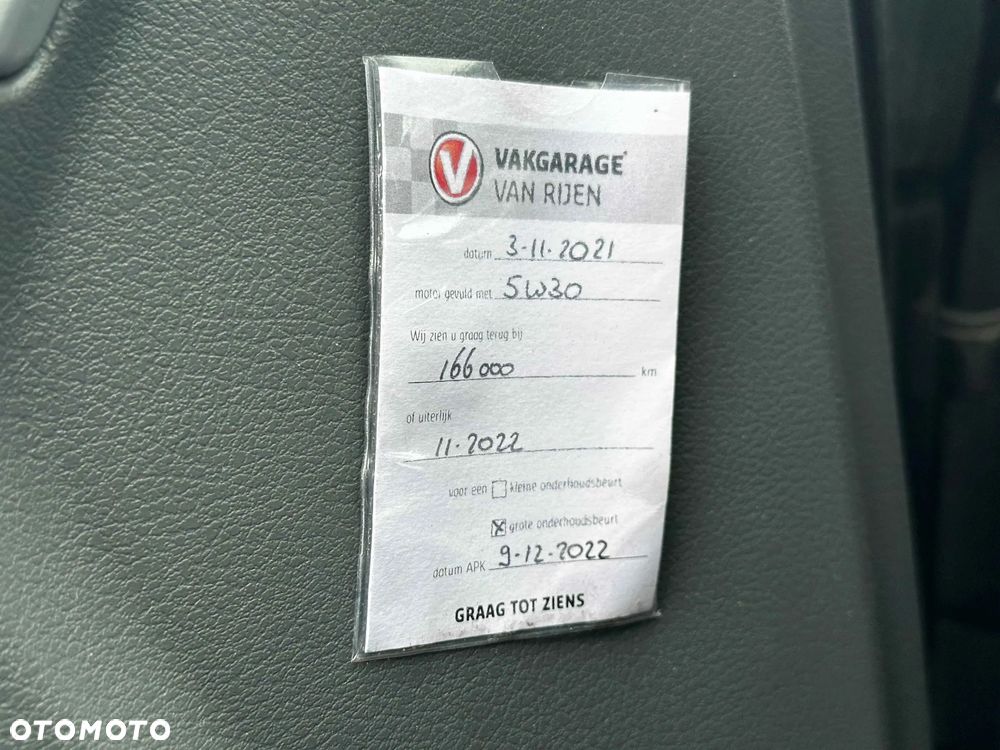 V VAKGARAGE
VAN RIJEN
datum 3-11-2021
motor gevuld met 5W30
Wij zien u graag terug bij
166000 km
of uiterlijk
11-2022
voor een kleine onderhoudsbeurt
grote onderhoudsbeurt
datum APK 9-12-2022
GRAAG TOT ZIENS
OTOMOTO